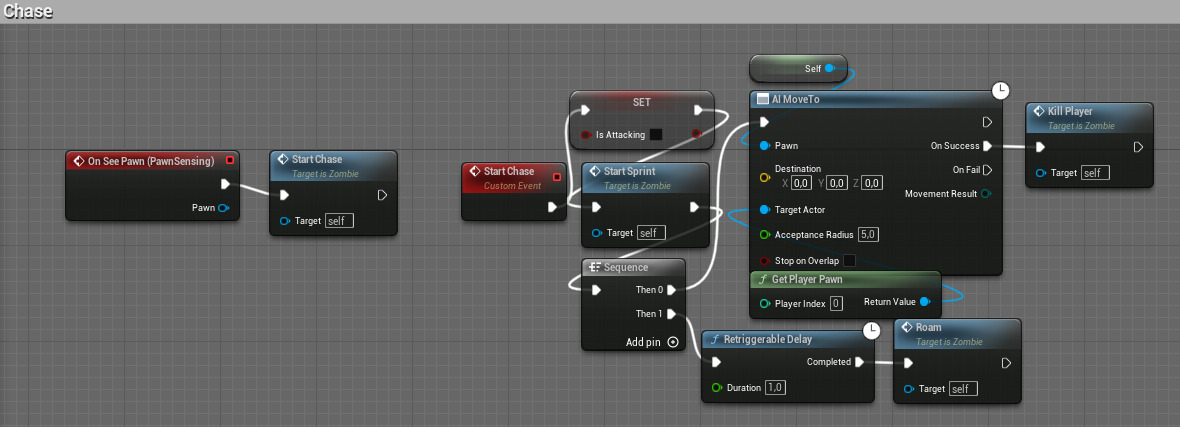 Chase
On See Pawn (PawnSensing)
Pawn
Start Chase
Target is Zombie
Target self
Start Chase
Custom Event
SET
Is Attacking
Start Sprint
Target is Zombie
Target self
Sequence
Then 0
Then 1
Add pin
Self
AI MoveTo
Pawn
On Success
Destination
X 0,0 Y 0,0 Z 0,0
On Fail
Movement Result
Target Actor
Acceptance Radius 5,0
Stop on Overlap
Get Player Pawn
Player Index 0
Return Value
Kill Player
Target is Zombie
Target self
Retriggerable Delay
Completed
Duration 1,0
Roam
Target is Zombie
Target self